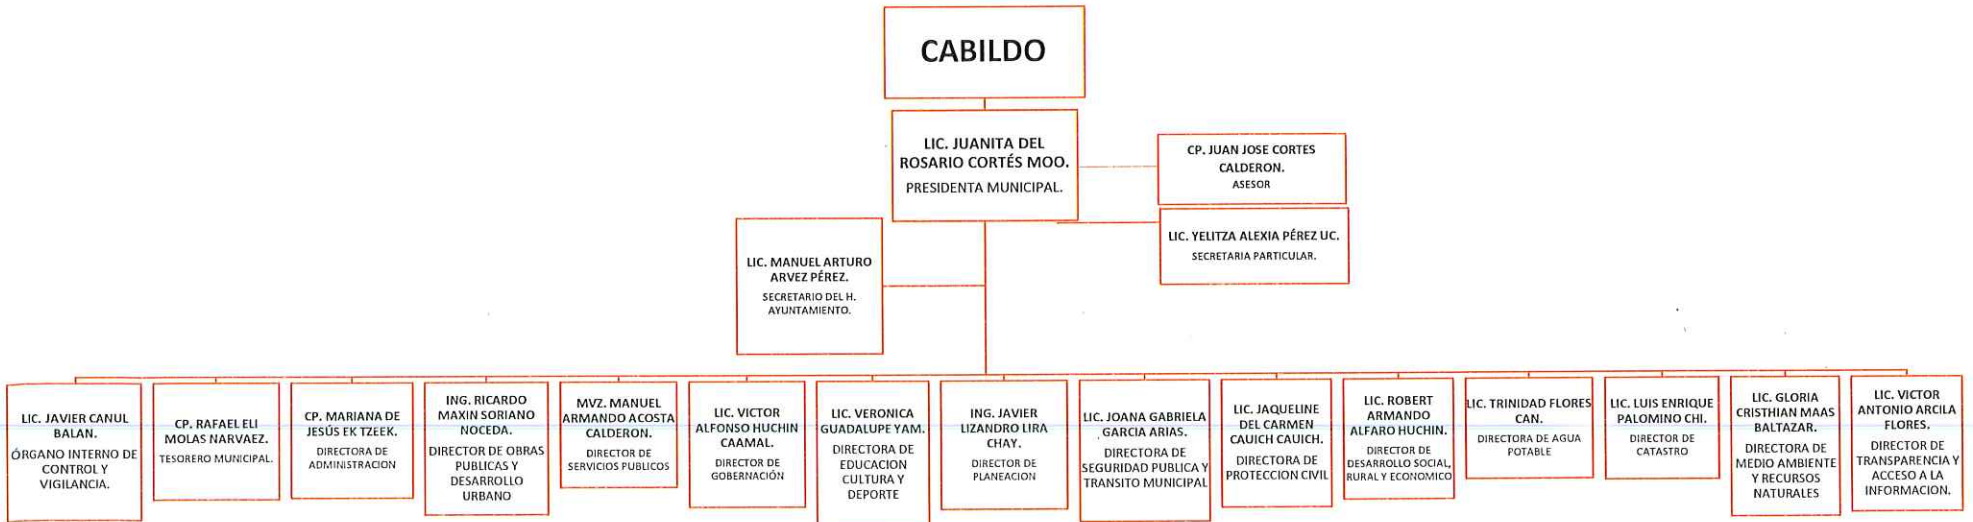 CABILDO
LIC. JUANITA DEL
ROSARIO CORTÉS MOO.
PRESIDENTA MUNICIPAL.
CP. JUAN JOSE CORTES
CALDERON.
ASESOR
LIC. YELITZA ALEXIA PÉREZ UC.
SECRETARIA PARTICULAR.
LIC. MANUEL ARTURO
ARVEZ PÉREZ.
SECRETARIO DEL H.
AYUNTAMIENTO.
LIC. JAVIER CANUL
BALAN.
ÓRGANO INTERNO DE
CONTROL Y
VIGILANCIA.
CP. RAFAEL ELI
MOLAS NARVAEZ.
TESORERO MUNICIPAL.
CP. MARIANA DE
JESÚS EK TZEEK.
DIRECTORA DE
ADMINISTRACION
ING. RICARDO
MAXIN SORIANO
NOCEDA.
DIRECTOR DE OBRAS
PUBLICAS Y
DESARROLLO
URBANO
MVZ. MANUEL
ARMANDO ACOSTA
CALDERON.
DIRECTOR DE
SERVICIOS PUBLICOS
LIC. VICTOR
ALFONSO HUCHIN
CAAMAL.
DIRECTOR DE
GOBERNACIÓN
LIC. VERONICA
GUADALUPE YAM.
DIRECTORA DE
EDUCACION
CULTURA Y
DEPORTE
ING. JAVIER
LIZANDRO LIRA
CHAY.
DIRECTOR DE
PLANEACION
LIC. JOANA GABRIELA
GARCIA ARIAS.
DIRECTORA DE
SEGURIDAD PUBLICA Y
TRANSITO MUNICIPAL
LIC. JAQUELINE
DEL CARMEN
CAUICH CAUICH.
DIRECTORA DE
PROTECCION CIVIL
LIC. ROBERT
ARMANDO
ALFARO HUCHIN.
DIRECTOR DE
DESARROLLO SOCIAL,
RURAL Y ECONOMICO
LIC. TRINIDAD FLORES
CAN.
DIRECTORA DE AGUA
POTABLE
LIC. LUIS ENRIQUE
PALOMINO CHI.
DIRECTOR DE
CATASTRO
LIC. GLORIA
CRISTHIAN MAAS
BALTAZAR.
DIRECTORA DE
MEDIO AMBIENTE
Y RECURSOS
NATURALES
LIC. VICTOR
ANTONIO ARCILA
FLORES.
DIRECTOR DE
TRANSPARENCIA Y
ACCESO A LA
INFORMACION.